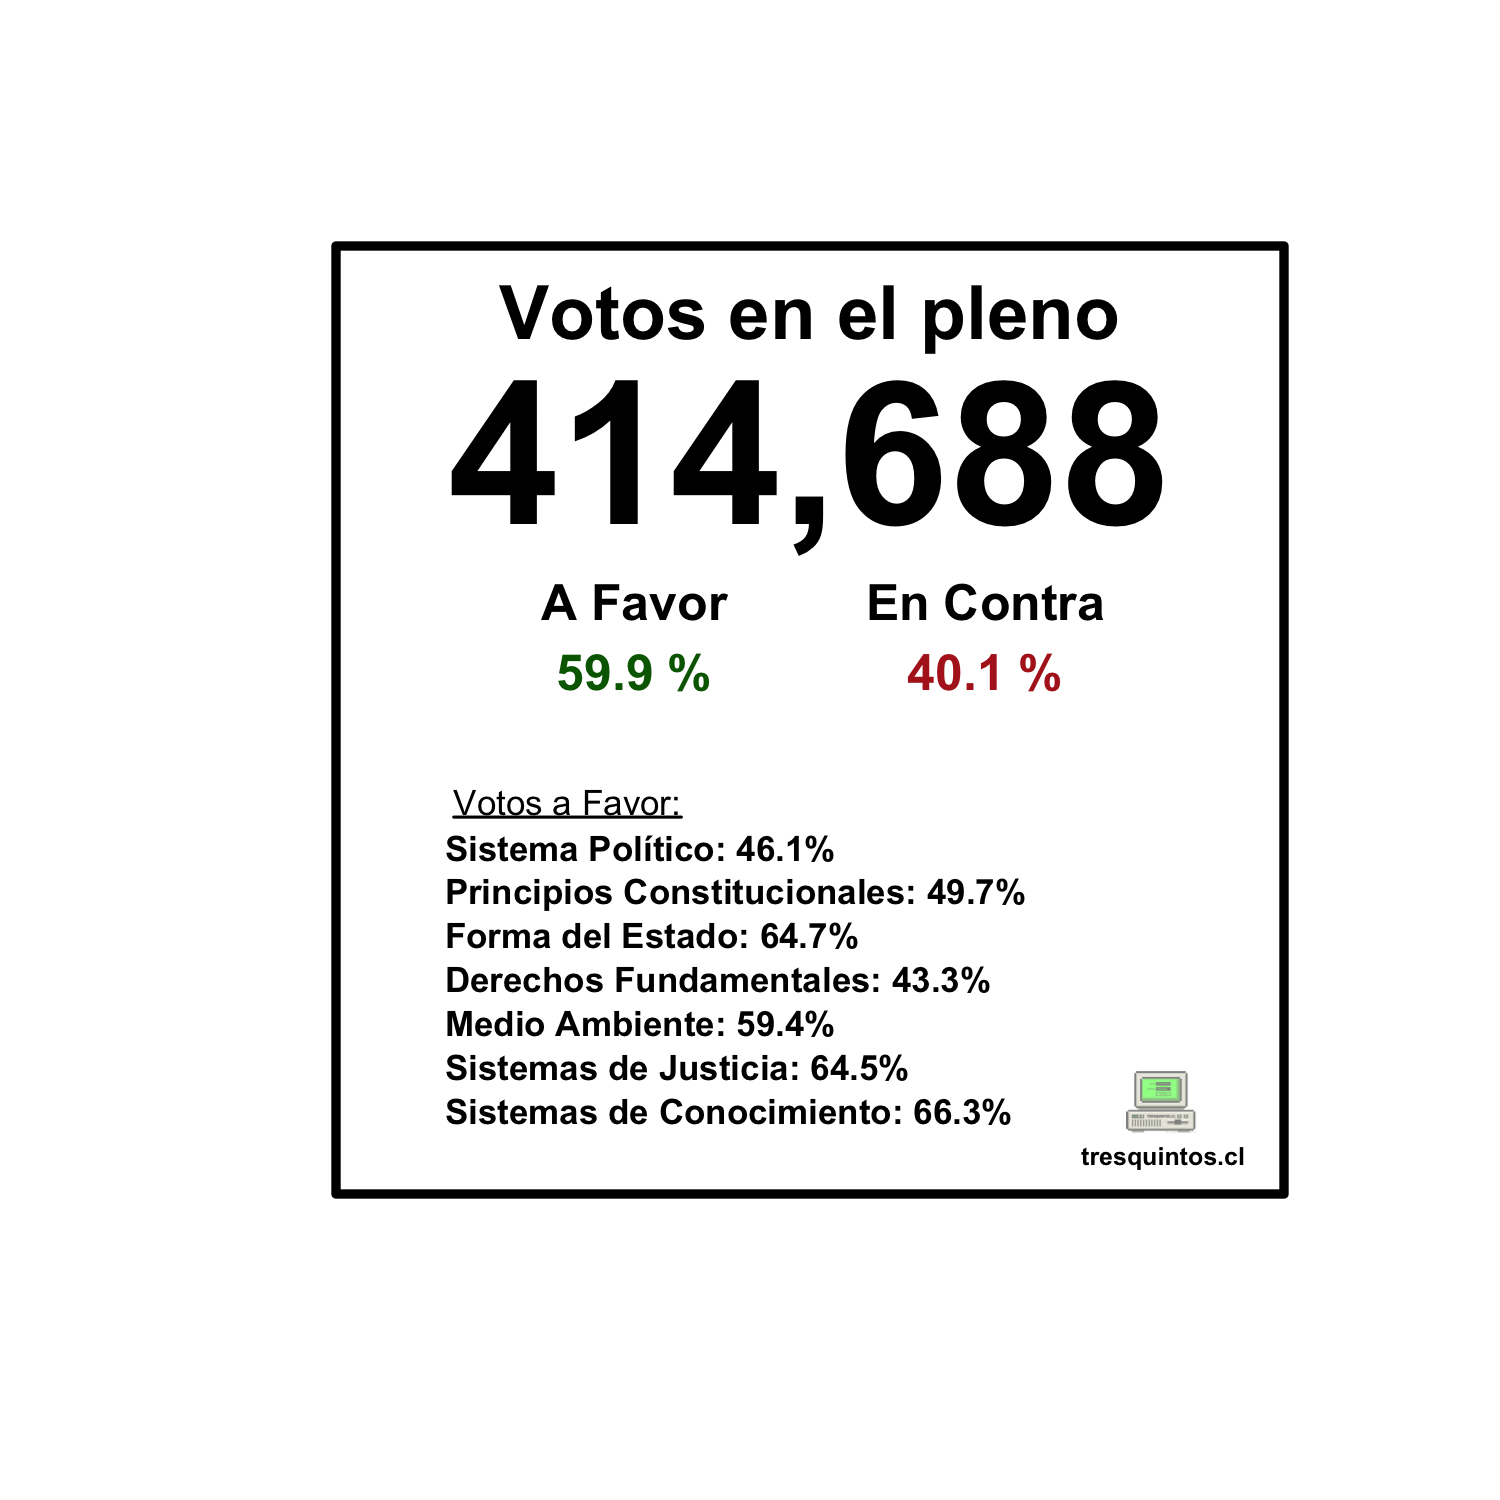 Votos en el pleno
414,688
A Favor En Contra
59.9 % 40.1 %
Votos a Favor:
Sistema Político: 46.1%
Principios Constitucionales: 49.7%
Forma del Estado: 64.7%
Derechos Fundamentales: 43.3%
Medio Ambiente: 59.4%
Sistemas de Justicia: 64.5%
Sistemas de Conocimiento: 66.3%
tresquintos.cl